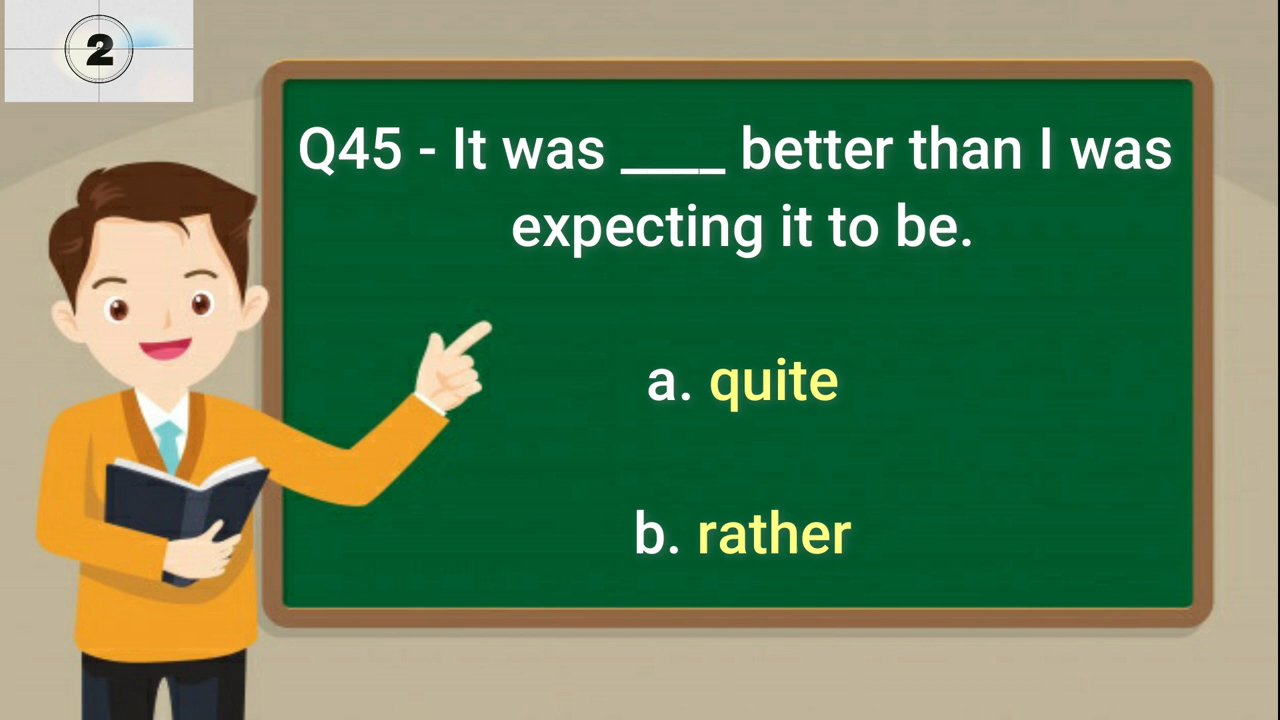 2
Q45 - It was ____ better than I was
expecting it to be.
a. quite
b. rather